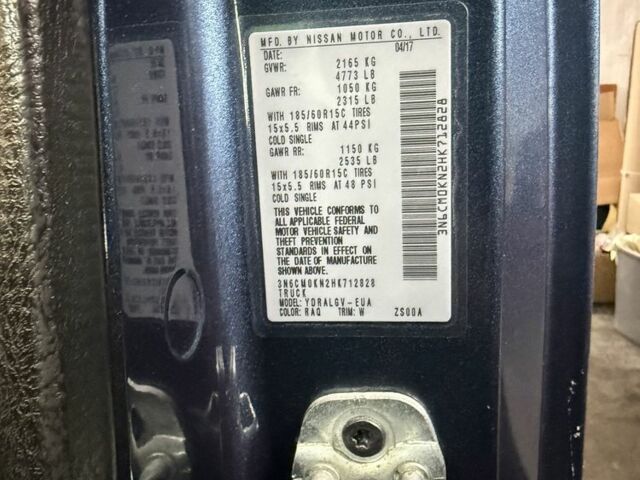 MFD. BY NISSAN MOTOR CO., LTD.
DATE: 04/17
GVWR: 2165 KG
4773 LB
GAWR FR: 1050 KG
2315 LB
WITH 185/60R15C TIRES
15x5.5 RIMS AT 44PSI
COLD SINGLE
GAWR RR: 1150 KG
2535 LB
WITH 185/60R15C TIRES
15x5.5 RIMS AT 48 PSI
COLD SINGLE
THIS VEHICLE CONFORMS TO
ALL APPLICABLE FEDERAL
MOTOR VEHICLE SAFETY AND
THEFT PREVENTION
STANDARDS IN EFFECT ON
THE DATE OF MANUFACTURE
SHOWN ABOVE.
3N6CM0KN2HK712828
TRUCK
MODEL: YDRALGV-EUA
COLOR: RAQ TRIM: W ZS00A
3N6CM0KN2HK712828